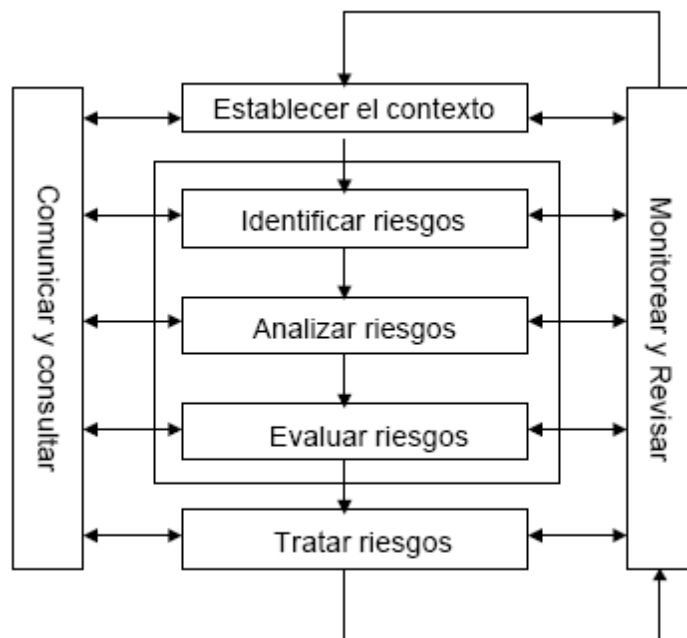 Establecer el contexto
Comunicar y consultar
Identificar riesgos
Analizar riesgos
Evaluar riesgos
Tratar riesgos
Monitorear y Revisar